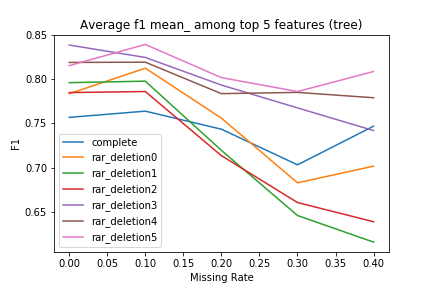 Average f1 mean_ among top 5 features (tree)
0.85
0.80
0.75
0.70
0.65
F1
complete
rar_deletion0
rar_deletion1
rar_deletion2
rar_deletion3
rar_deletion4
rar_deletion5
0.00 0.05 0.10 0.15 0.20 0.25 0.30 0.35 0.40
Missing Rate